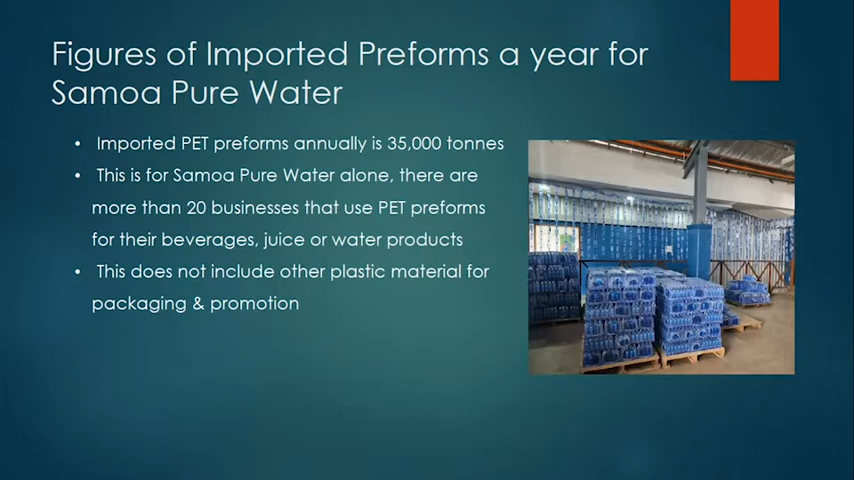 Figures of Imported Preforms a year for
Samoa Pure Water
• Imported PET preforms annually is 35,000 tonnes
• This is for Samoa Pure Water alone, there are
more than 20 businesses that use PET preforms
for their beverages, juice or water products
• This does not include other plastic material for
packaging & promotion